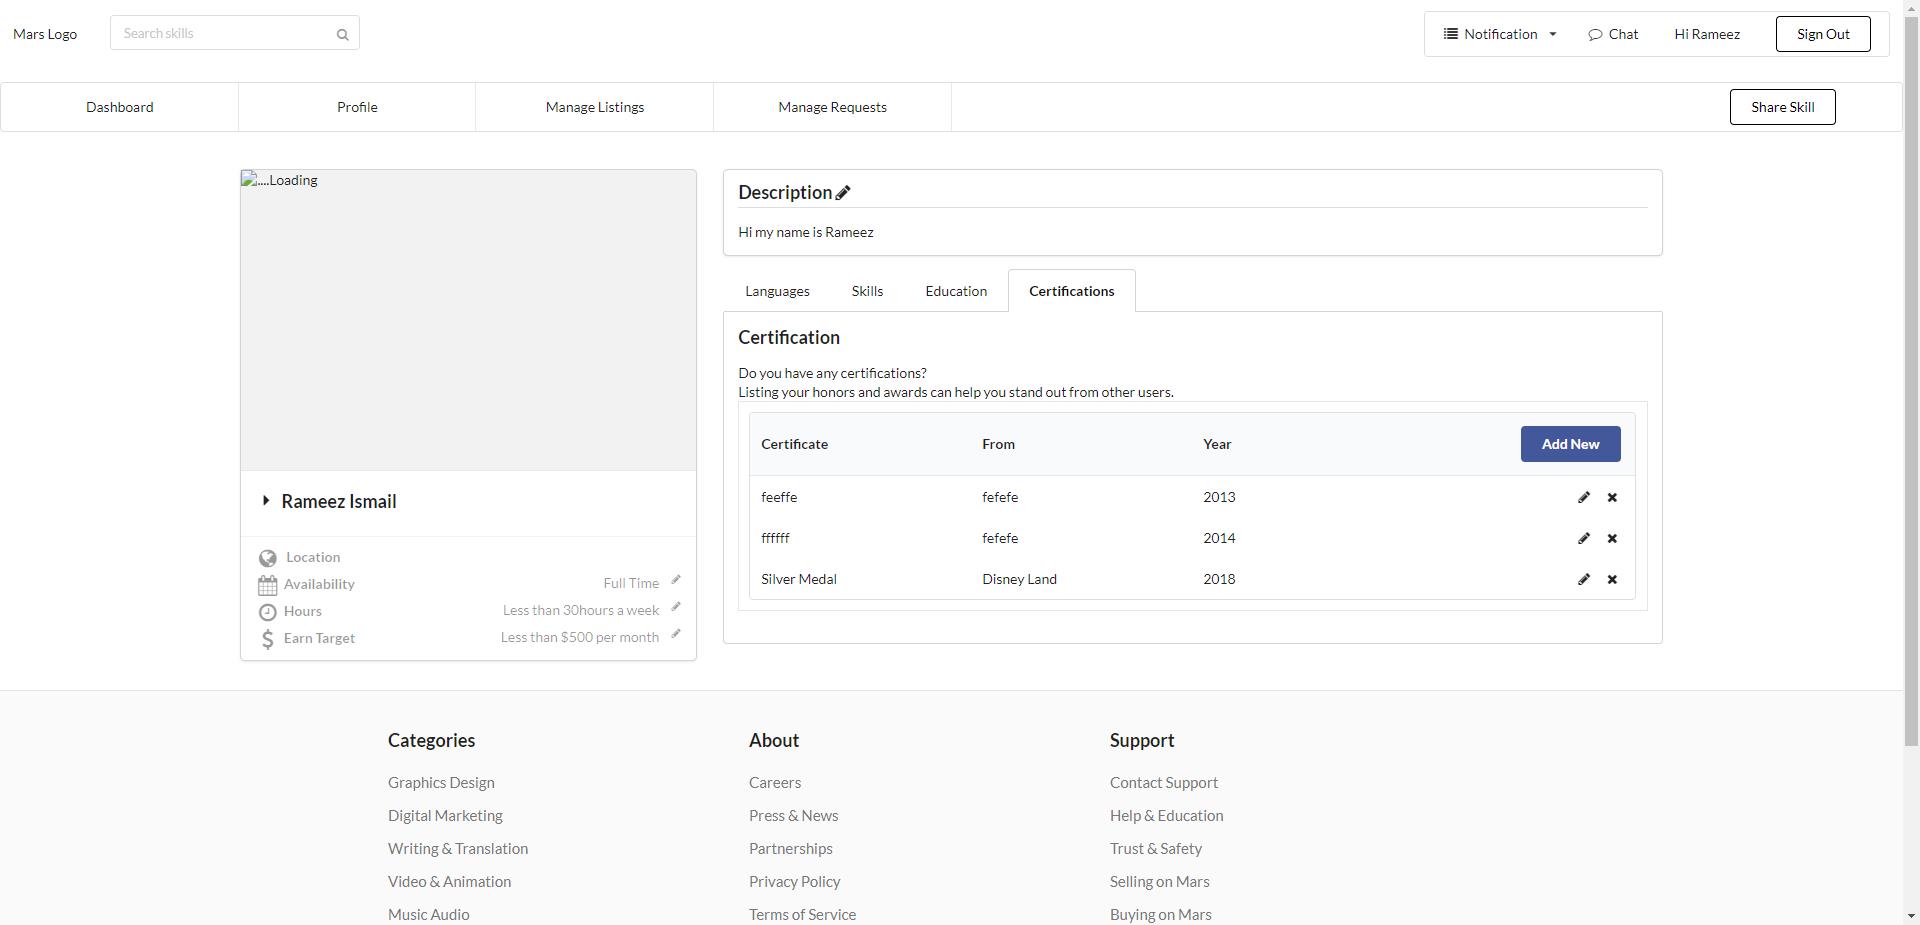 Mars Logo
Search skills
Notification
Chat
Hi Rameez
Sign Out
Dashboard
Profile
Manage Listings
Manage Requests
Share Skill
....Loading
Rameez Ismail
Location
Availability
Full Time
Hours
Less than 30hours a week
Earn Target
Less than $500 per month
Description
Hi my name is Rameez
Languages
Skills
Education
Certifications
Certification
Do you have any certifications?
Listing your honors and awards can help you stand out from other users.
Certificate From Year Add New
feeffe fefefe 2013
ffffff fefefe 2014
Silver Medal Disney Land 2018
Categories
Graphics Design
Digital Marketing
Writing & Translation
Video & Animation
Music Audio
About
Careers
Press & News
Partnerships
Privacy Policy
Terms of Service
Support
Contact Support
Help & Education
Trust & Safety
Selling on Mars
Buying on Mars